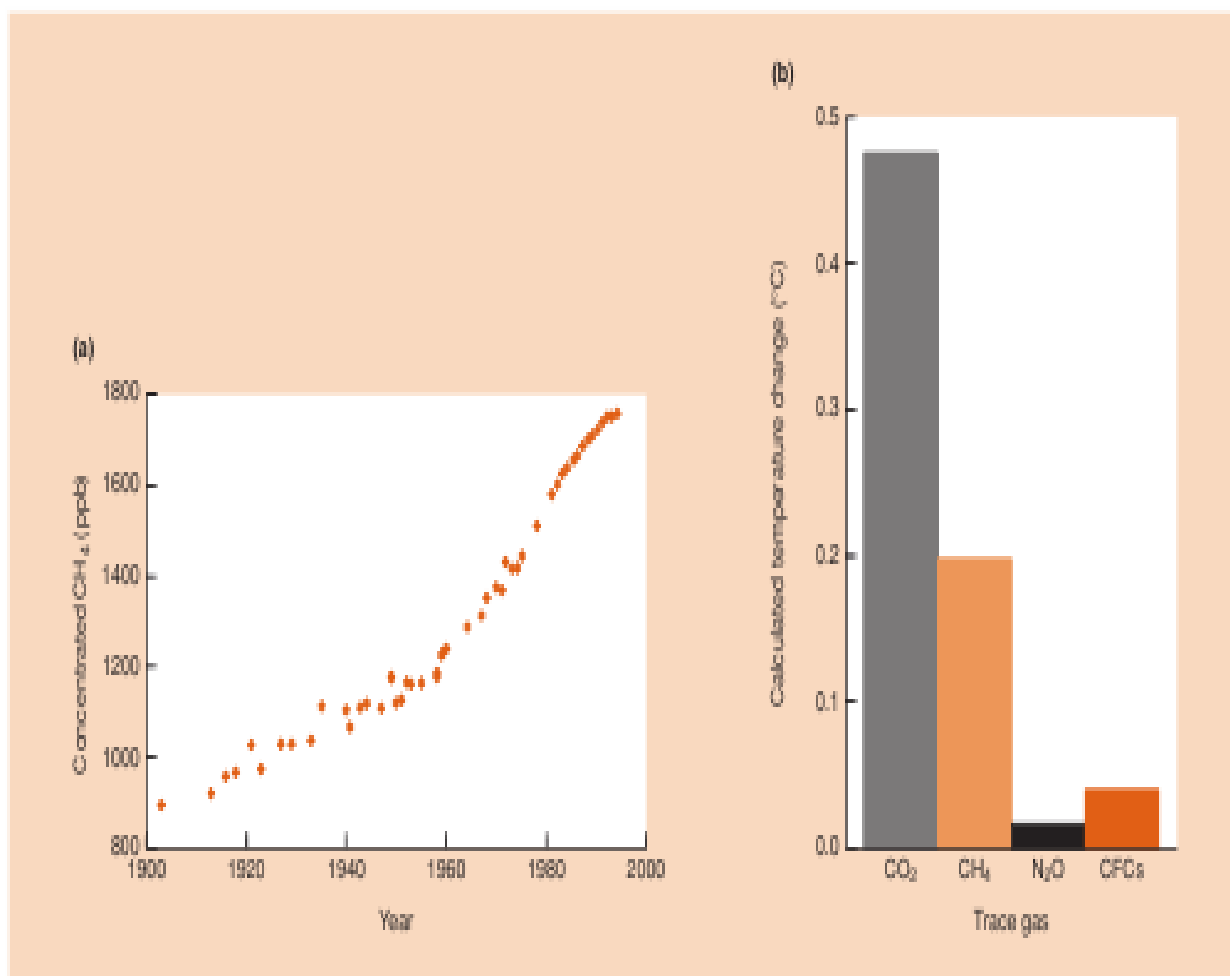 (b)
0.5
0.4
0.3
0.2
0.1
0.0
Calculated temperature change (°C)
CO₂ CH₄ N₂O CFCs
Trace gas
(a)
1800
1600
1400
1200
1000
800
Concentrated CH₄ (ppb)
1900 1920 1940 1960 1980 2000
Year